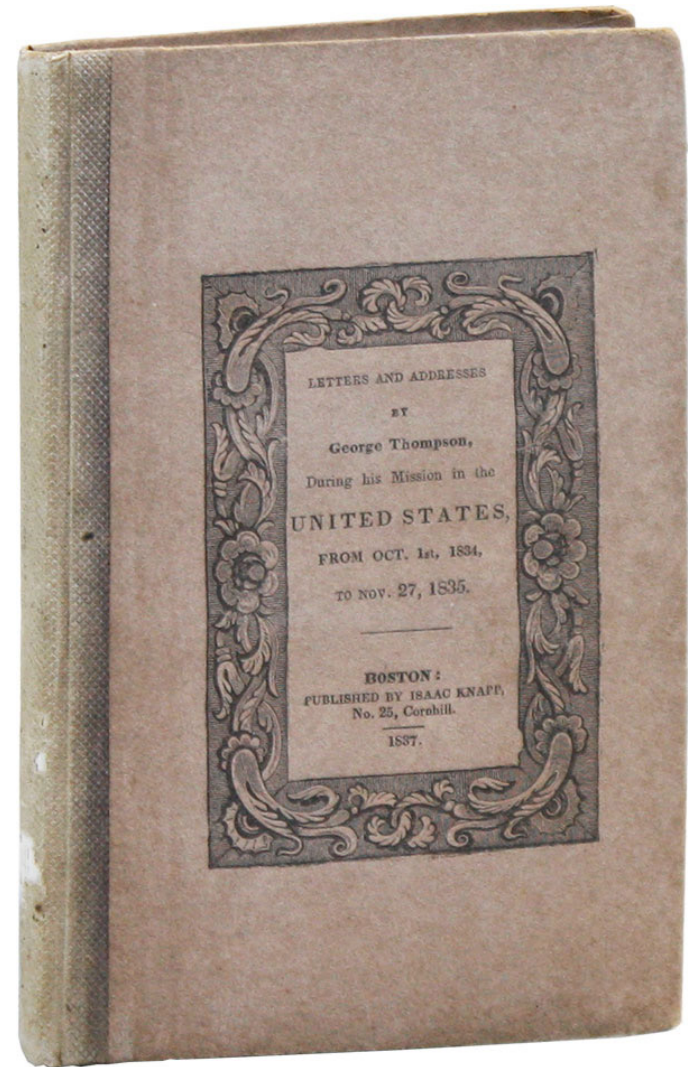 LETTERS AND ADDRESSES
BY
George Thompson,
During his Mission in the
UNITED STATES,
FROM OCT. 1st, 1834,
TO NOV. 27, 1835.
BOSTON:
PUBLISHED BY ISAAC KNAPP,
No. 25, Cornhill.
1837.